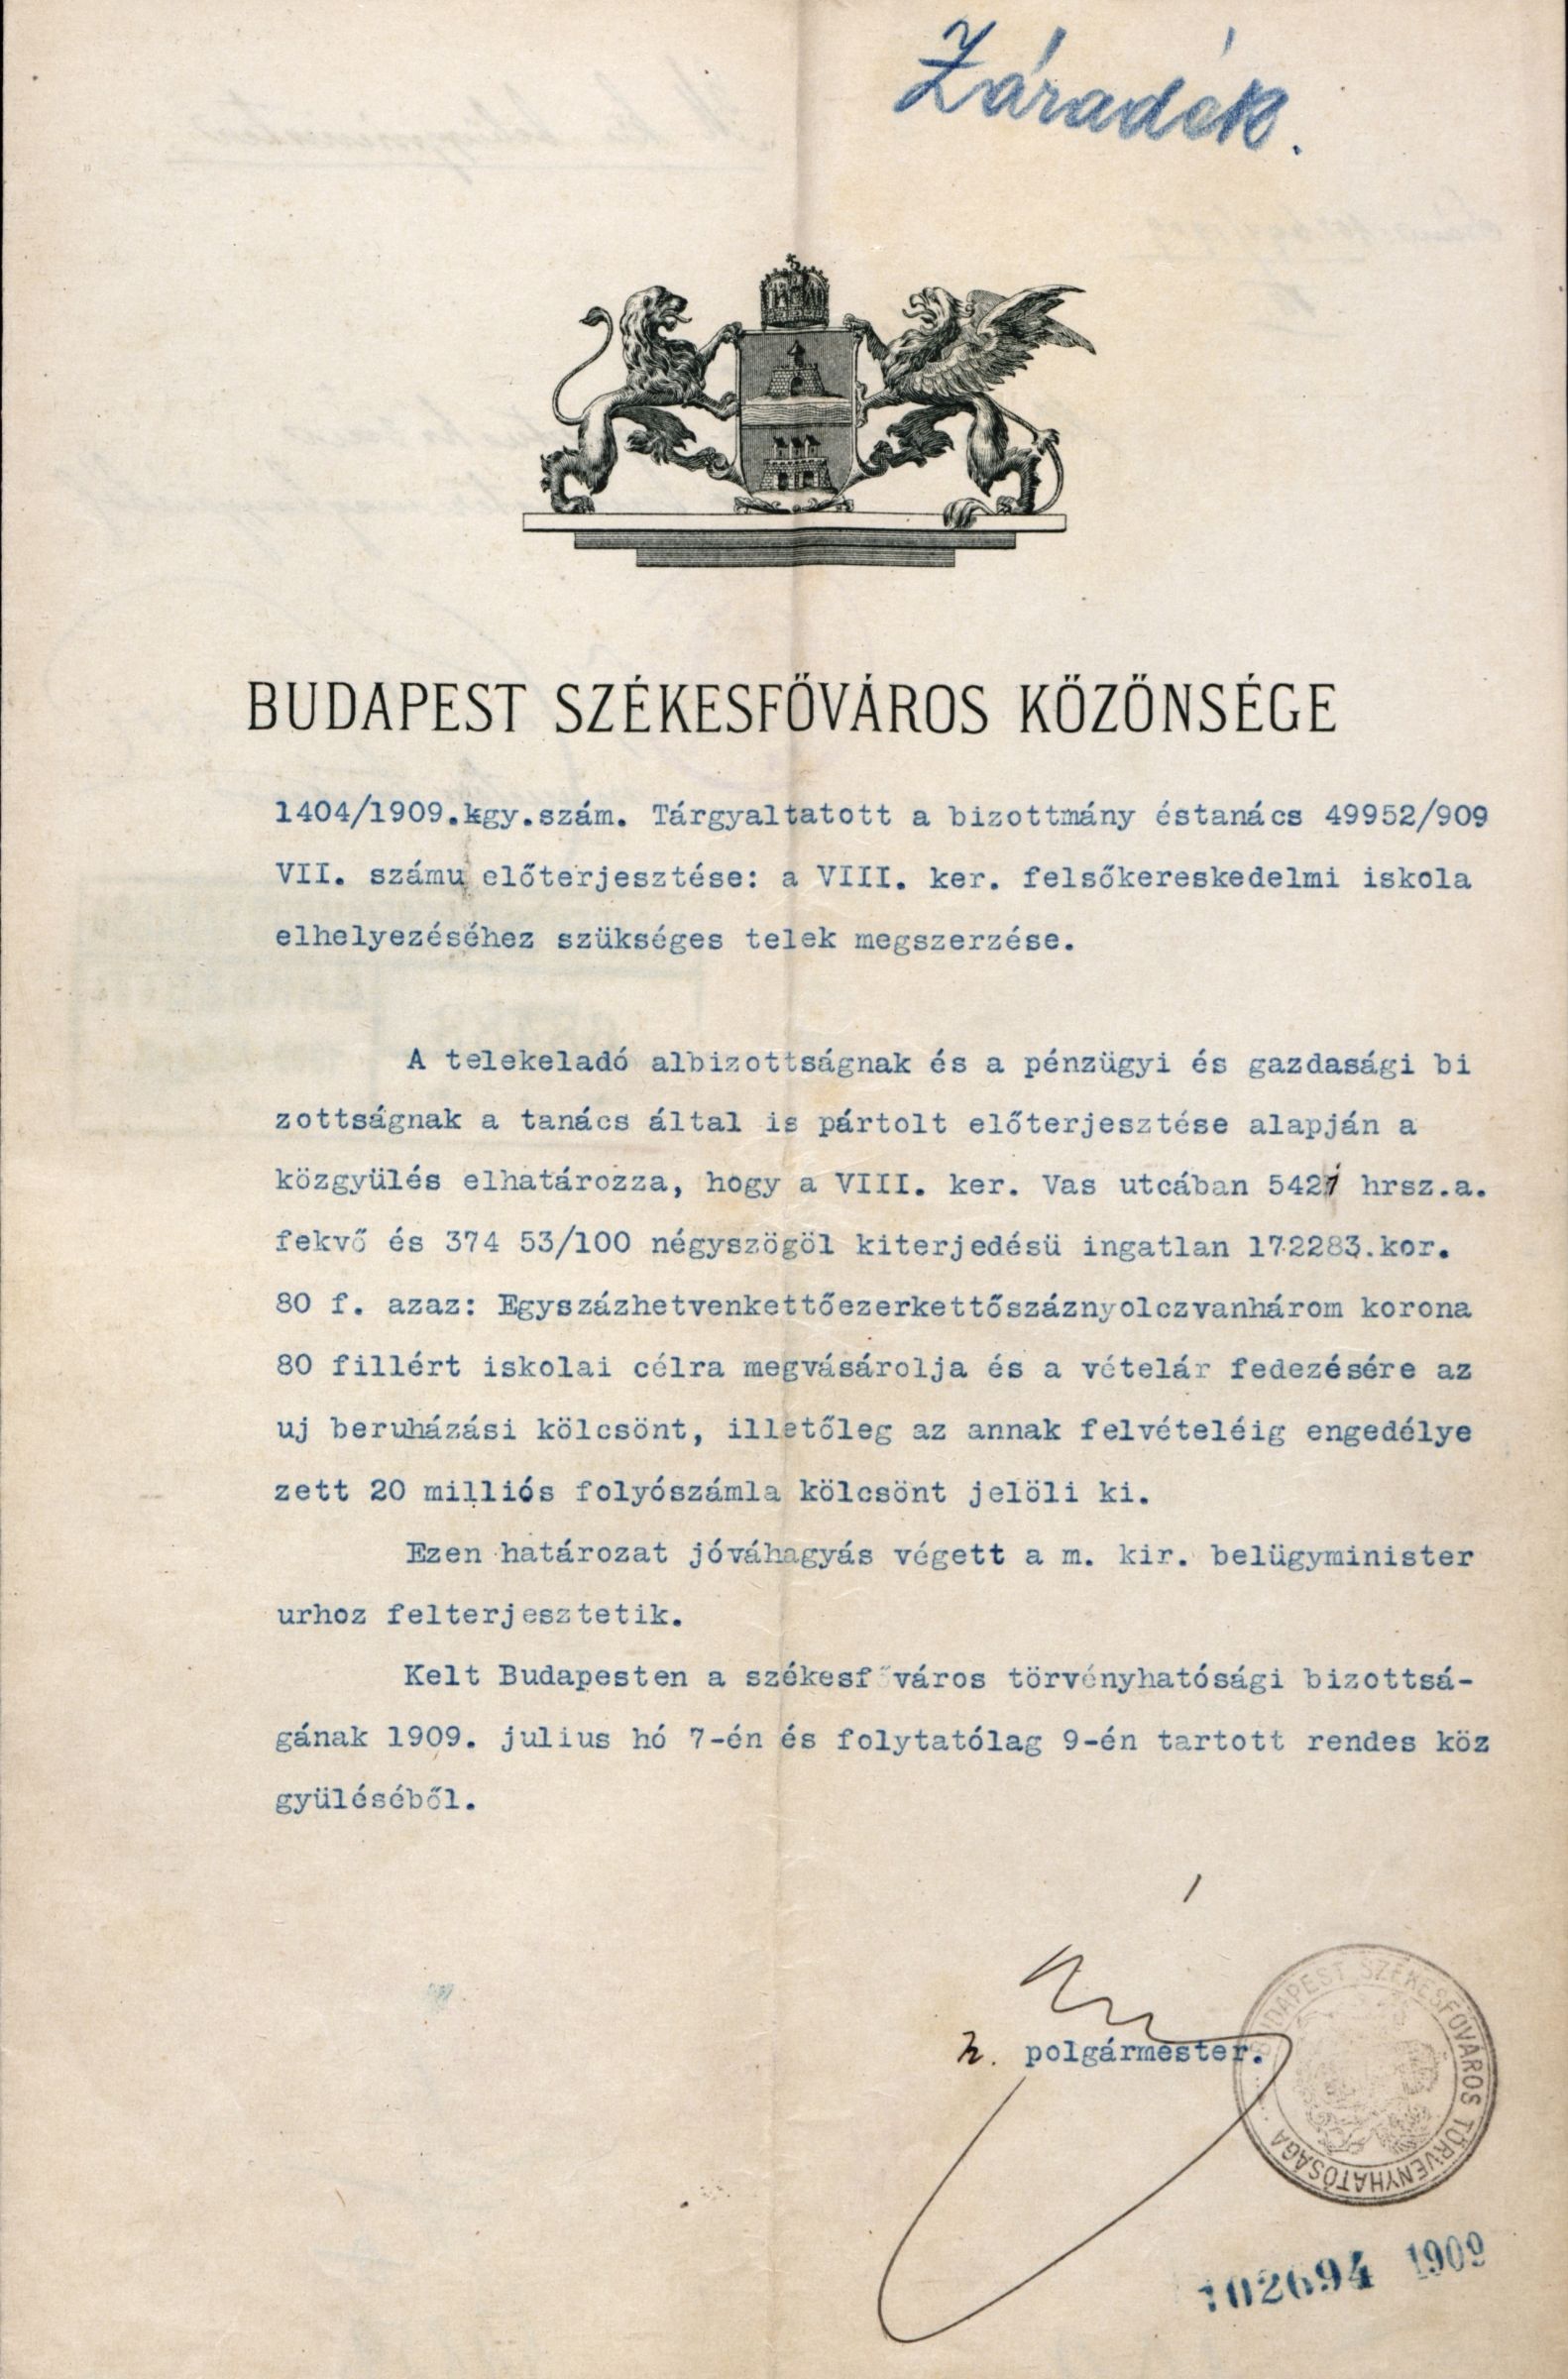 Záradék.
BUDAPEST SZÉKESFŐVÁROS KÖZÖNSÉGE
1404/1909.kgy.szám. Tárgyaltatott a bizottmány éstanács 49952/909
VII. számu előterjesztése: a VIII. ker. felsőkereskedelmi iskola
elhelyezéséhez szükséges telek megszerzése.
A telekeladó albizottságnak és a pénzügyi és gazdasági bi
zottságnak a tanács által is pártolt előterjesztése alapján a
közgyülés elhatározza, hogy a VIII. ker. Vas utcában 5421 hrsz.a.
fekvő és 374 53/100 négyszögöl kiterjedésü ingatlan 172283.kor.
80 f. azaz: Egyszázhetvenkettőezerkettőszáznyolczvanhárom korona
80 fillért iskolai célra megvásárolja és a vételár fedezésére az
uj beruházási kölcsönt, illetőleg az annak felvételéig engedélye
zett 20 milliós folyószámla kölcsönt jelöli ki.
Ezen határozat jóváhagyás végett a m. kir. belügyminister
urhoz felterjesztetik.
Kelt Budapesten a székesfőváros törvényhatósági bizottsá-
gának 1909. julius hó 7-én és folytatólag 9-én tartott rendes köz
gyüléséből.
h. polgármester.
BUDAPEST SZÉKESFŐVÁROS TÖRVÉNYHATÓSÁGA
102694 1909